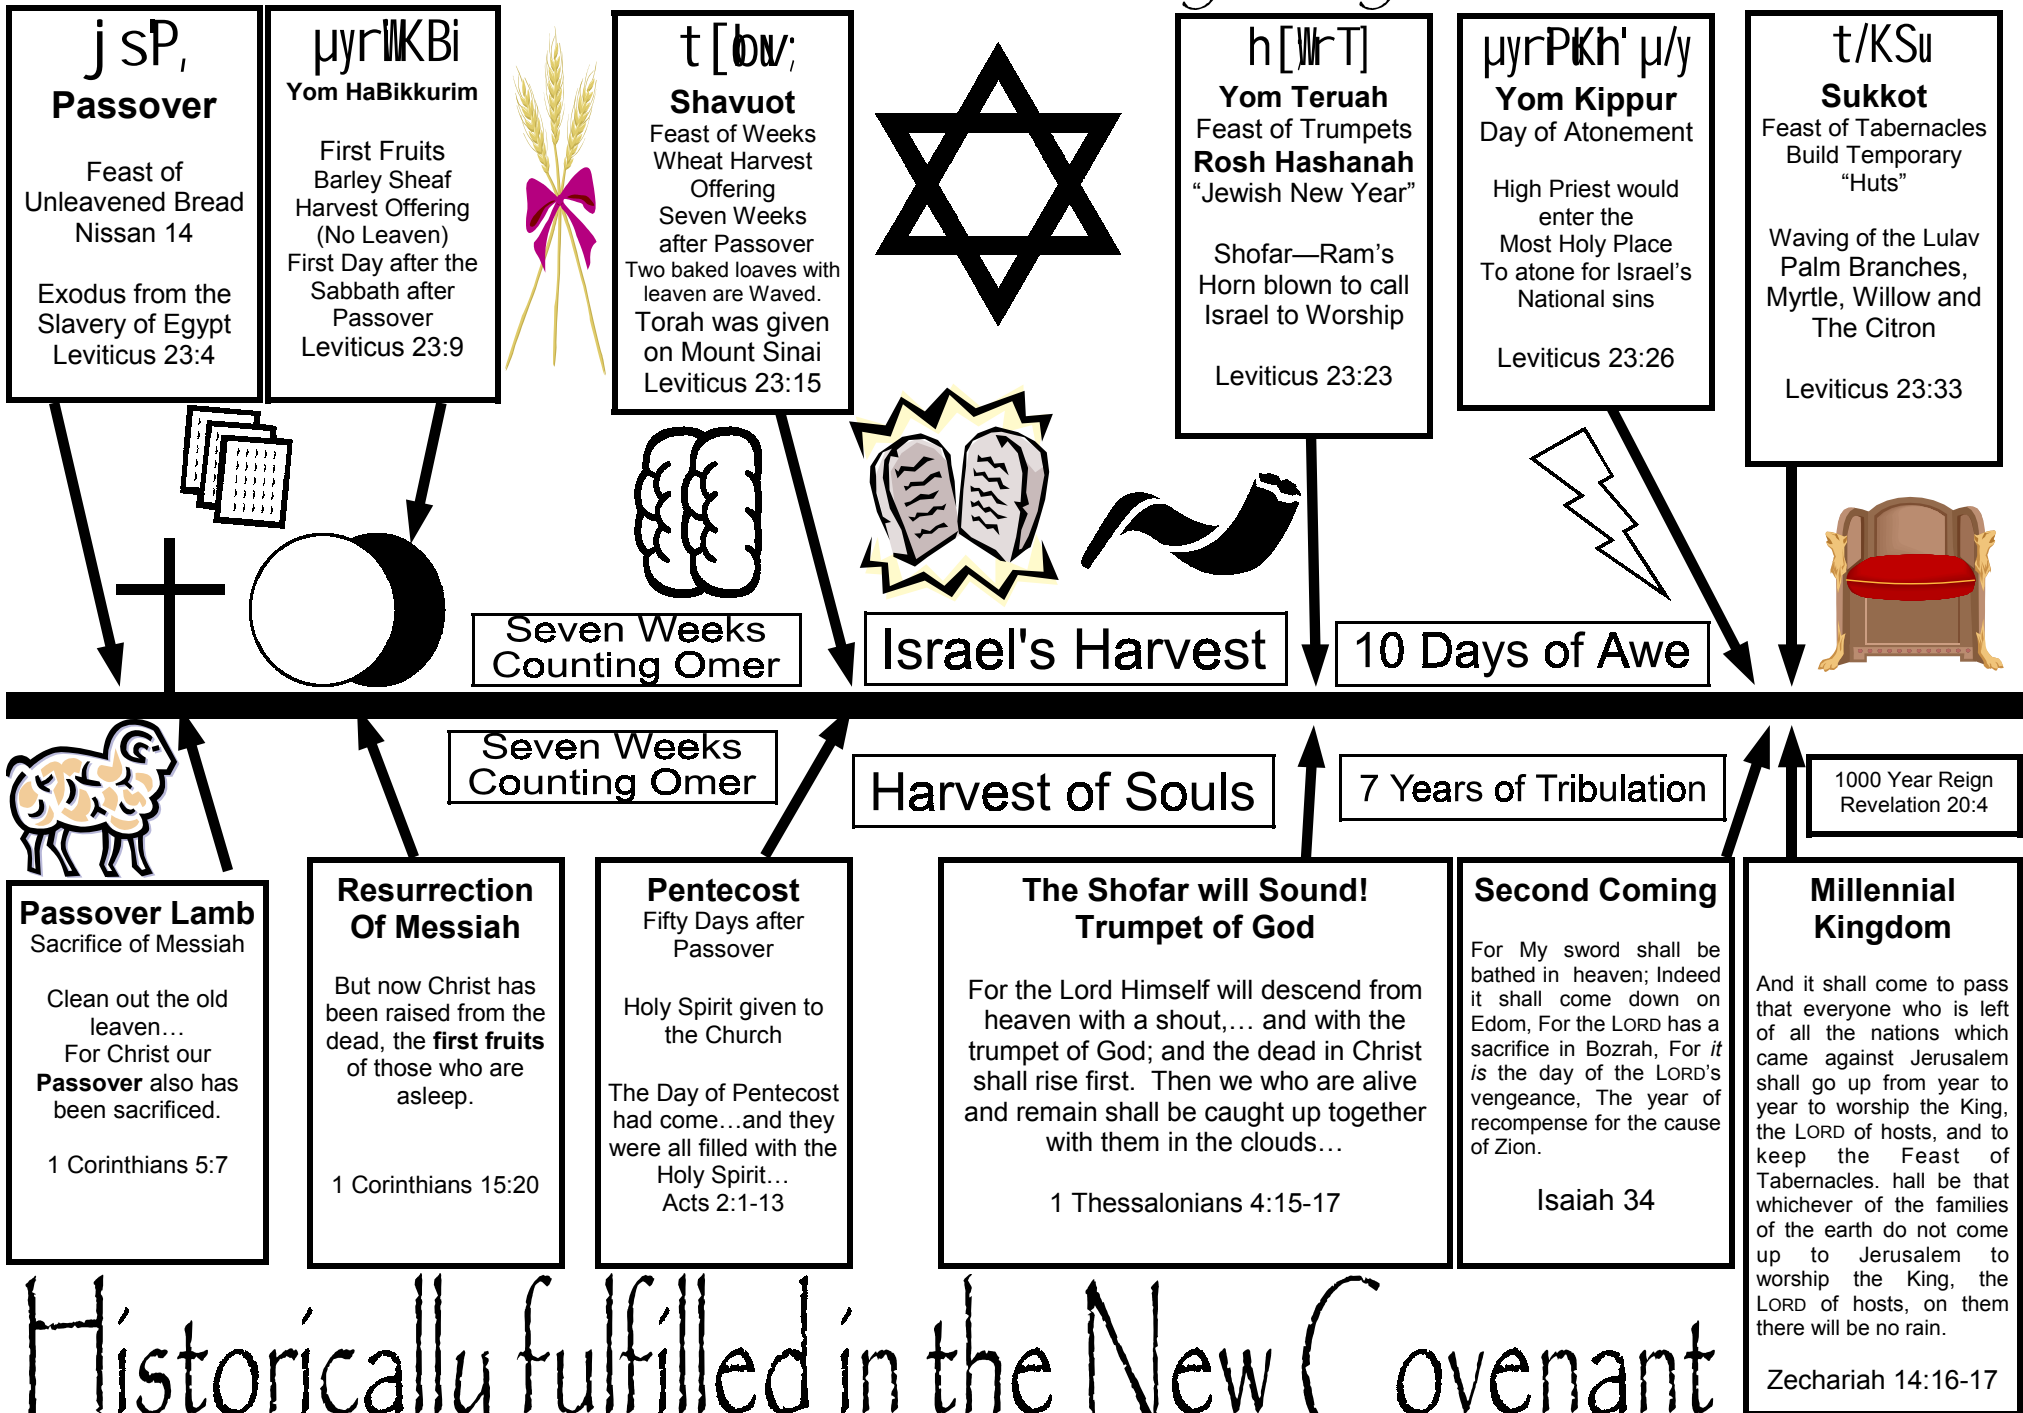 j sP,
Passover
Feast of
Unleavened Bread
Nissan 14
Exodus from the
Slavery of Egypt
Leviticus 23:4
Yom HaBikkurim
First Fruits
Barley Sheaf
Harvest Offering
(No Leaven)
First Day after the
Sabbath after
Passover
Leviticus 23:9
Shavuot
Feast of Weeks
Wheat Harvest
Offering
Seven Weeks
after Passover
Two baked loaves with
leaven are Waved.
Torah was given
on Mount Sinai
Leviticus 23:15
Yom Teruah
Feast of Trumpets
Rosh Hashanah
“Jewish New Year”
Shofar—Ram’s
Horn blown to call
Israel to Worship
Leviticus 23:23
Yom Kippur
Day of Atonement
High Priest would
enter the
Most Holy Place
To atone for Israel’s
National sins
Leviticus 23:26
t/KSu
Sukkot
Feast of Tabernacles
Build Temporary
“Huts”
Waving of the Lulav
Palm Branches,
Myrtle, Willow and
The Citron
Leviticus 23:33
Seven Weeks
Counting Omer
Israel's Harvest
10 Days of Awe
Seven Weeks
Counting Omer
Harvest of Souls
7 Years of Tribulation
1000 Year Reign
Revelation 20:4
Passover Lamb
Sacrifice of Messiah
Clean out the old
leaven…
For Christ our
Passover also has
been sacrificed.
1 Corinthians 5:7
Resurrection
Of Messiah
But now Christ has
been raised from the
dead, the first fruits
of those who are
asleep.
1 Corinthians 15:20
Pentecost
Fifty Days after
Passover
Holy Spirit given to
the Church
The Day of Pentecost
had come…and they
were all filled with the
Holy Spirit…
Acts 2:1-13
The Shofar will Sound!
Trumpet of God
For the Lord Himself will descend from
heaven with a shout,… and with the
trumpet of God; and the dead in Christ
shall rise first. Then we who are alive
and remain shall be caught up together
with them in the clouds…
1 Thessalonians 4:15-17
Second Coming
For My sword shall be
bathed in heaven; Indeed
it shall come down on
Edom, For the LORD has a
sacrifice in Bozrah, For it
is the day of the LORD’s
vengeance, The year of
recompense for the cause
of Zion.
Isaiah 34
Millennial
Kingdom
And it shall come to pass
that everyone who is left
of all the nations which
came against Jerusalem
shall go up from year to
year to worship the King,
the LORD of hosts, and to
keep the Feast of
Tabernacles. hall be that
whichever of the families
of the earth do not come
up to Jerusalem to
worship the King, the
LORD of hosts, on them
there will be no rain.
Zechariah 14:16-17
Historically fulfilled in the New Covenant